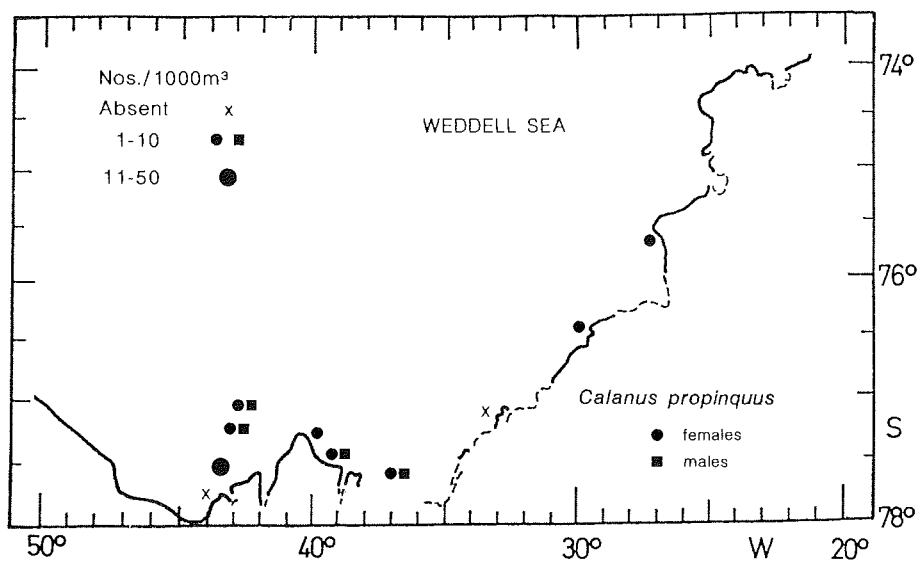 Nos./1000m³
Absent x
1-10
11-50
WEDDELL SEA
74°
76°
x
Calanus propinquus
females
males
S
x
78°
50° 40° 30° W 20°